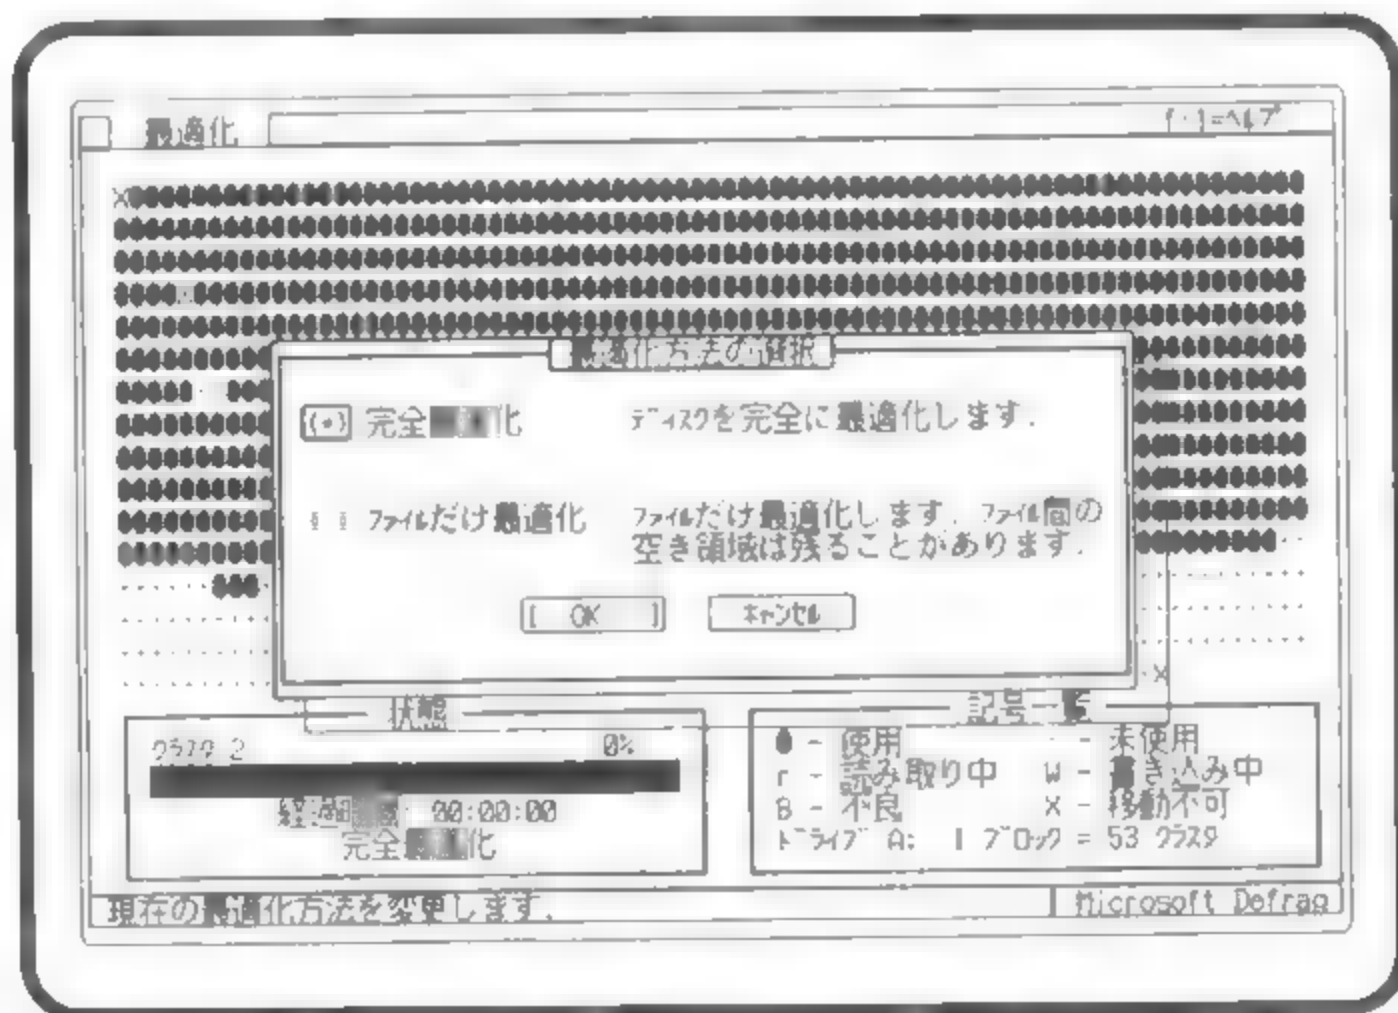 最適化
=ヘルプ
最適化方法の選択
(•) 完全最適化 ディスクを完全に最適化します.
ファイルだけ最適化 ファイルだけ最適化します. ファイル間の
空き領域は残ることがあります.
[ OK ] キャンセル
状態
クラスタ 2 0%
経過時間 : 00:00:00
完全最適化
記号一覧
使用 未使用
r - 読み取り中 W - 書き込み中
B - 不良 X - 移動不可
ドライブ A: 1 ブロック = 53 クラスタ
現在の最適化方法を変更します.
Microsoft Defrag